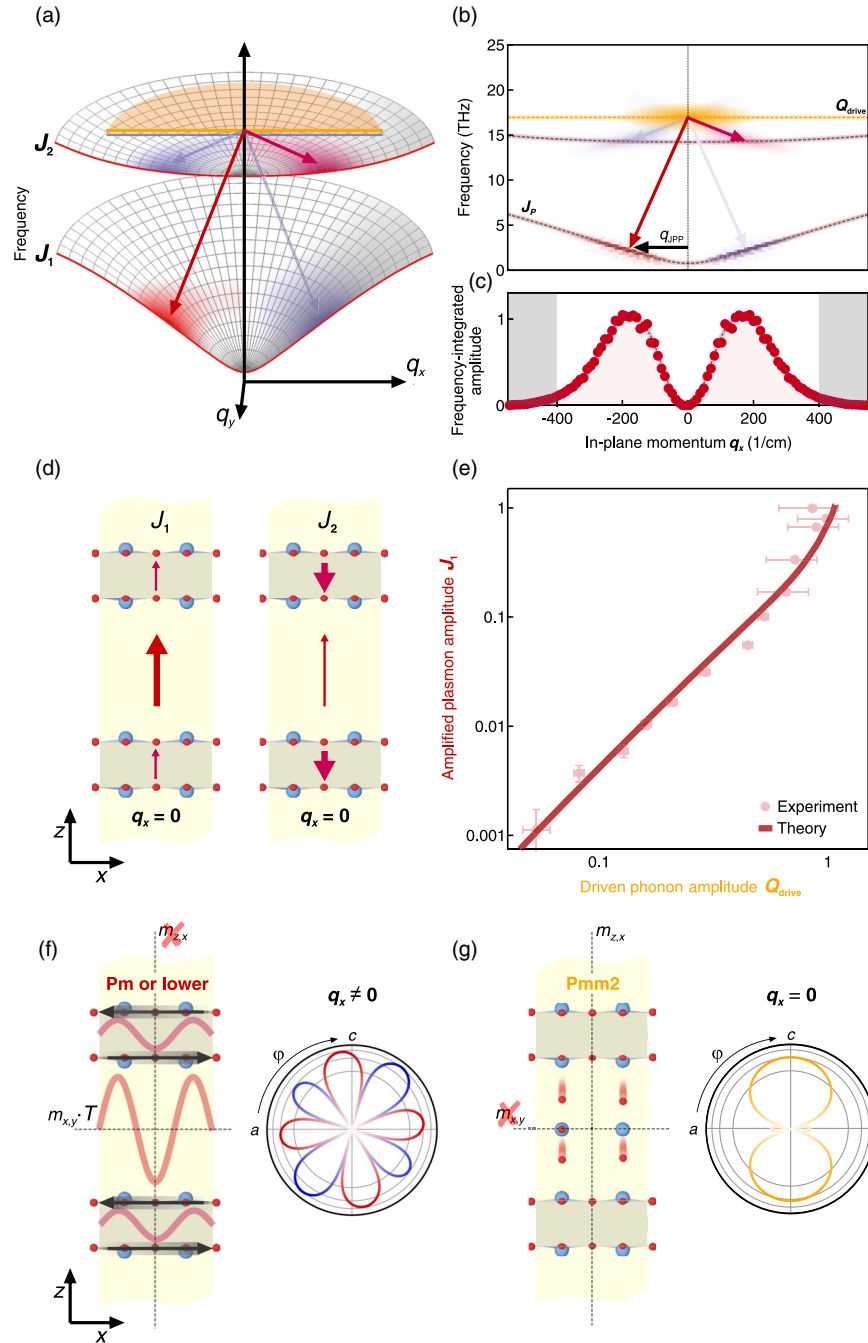 (a)
J2
Frequency
J1
qx
qy
(b)
25
20
15
10
5
0
Frequency (THz)
Qdrive
JP
qJPP
(c)
1
0
Frequency-integrated
amplitude
-400
-200
0
200
400
In-plane momentum qx (1/cm)
(d)
J1
J2
qx = 0
qx = 0
z
x
(e)
1
0.1
0.01
0.001
Amplified plasmon amplitude J1
Experiment
Theory
0.1
1
Driven phonon amplitude Qdrive
(f)
mz,x
Pm or lower
qx ≠ 0
c
φ
a
mx,y· T
z
x
(g)
mz,x
Pmm2
qx = 0
c
φ
a
mx,y